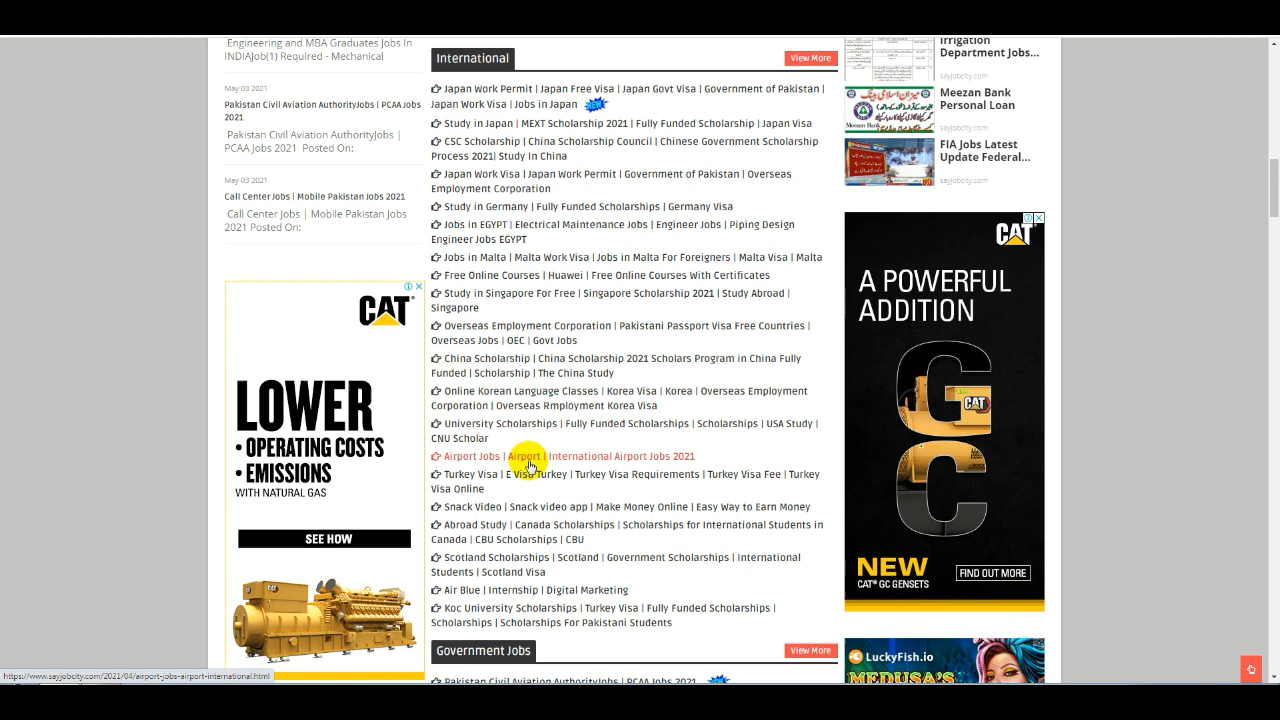 Engineering and MBA Graduates Jobs In
INDIAJob(1) Required - Mechanical
May 03 2021
Pakistan Civil Aviation AuthorityJobs | PCAA Jobs
2021
Pakistan Civil Aviation AuthorityJobs |
PCAA Jobs 2021 Posted On:
May 03 2021
Call Center Jobs | Mobile Pakistan Jobs 2021
Call Center Jobs | Mobile Pakistan Jobs
2021 Posted On:
CAT
LOWER
• OPERATING COSTS
• EMISSIONS
WITH NATURAL GAS
SEE HOW
International
View More
Japan Work Permit | Japan Free Visa | Japan Govt Visa | Government of Pakistan |
Japan Work Visa | Jobs in Japan NEW
Study in Japan | MEXT Scholarship 2021 | Fully Funded Scholarship | Japan Visa
CSC Scholarship | China Scholarship Council | Chinese Government Scholarship
Process 2021| Study In China
Japan Work Visa | Japan Work Permit | Government of Pakistan | Overseas
Employment Corporation
Study in Germany | Fully Funded Scholarships | Germany Visa
Jobs in EGYPT | Electrical Maintenance Jobs | Engineer Jobs | Piping Design
Engineer Jobs EGYPT
Jobs in Malta | Malta Work Visa | Jobs in Malta For Foreigners | Malta Visa | Malta
Free Online Courses | Huawei | Free Online Courses With Certificates
Study in Singapore For Free | Singapore Scholarship 2021 | Study Abroad |
Singapore
Overseas Employment Corporation | Pakistani Passport Visa Free Countries |
Overseas Jobs | OEC | Govt Jobs
China Scholarship | China Scholarship 2021 Scholars Program in China Fully
Funded | Scholarship | The China Study
Online Korean Language Classes | Korea Visa | Korea | Overseas Employment
Corporation | Overseas Rmployment Korea Visa
University Scholarships | Fully Funded Scholarships | Scholarships | USA Study |
CNU Scholar
Airport Jobs | Airport | International Airport Jobs 2021
Turkey Visa | E Visa Turkey | Turkey Visa Requirements | Turkey Visa Fee | Turkey
Visa Online
Snack Video | Snack video app | Make Money Online | Easy Way to Earn Money
Abroad Study | Canada Scholarships | Scholarships for International Students in
Canada | CBU Scholarships | CBU
Scotland Scholarships | Scotland | Government Scholarships | International
Students | Scotland Visa
Air Blue | Internship | Digital Marketing
Koc University Scholarships | Turkey Visa | Fully Funded Scholarships |
Scholarships | Scholarships For Pakistani Students
Government Jobs
View More
Pakistan Civil Aviation AuthorityJobs | PCAA Jobs 2021
Irrigation
Department Jobs...
sayjobcity.com
Meezan Bank
Personal Loan
sayjobcity.com
FIA Jobs Latest
Update Federal...
sayjobcity.com
CAT
A POWERFUL
ADDITION
GC
CAT
NEW
CAT® GC GENSETS
FIND OUT MORE
LuckyFish.io
MEDUSA'S
https://www.sayjobcity.com/2021/04/airport-jobs-airport-international.html